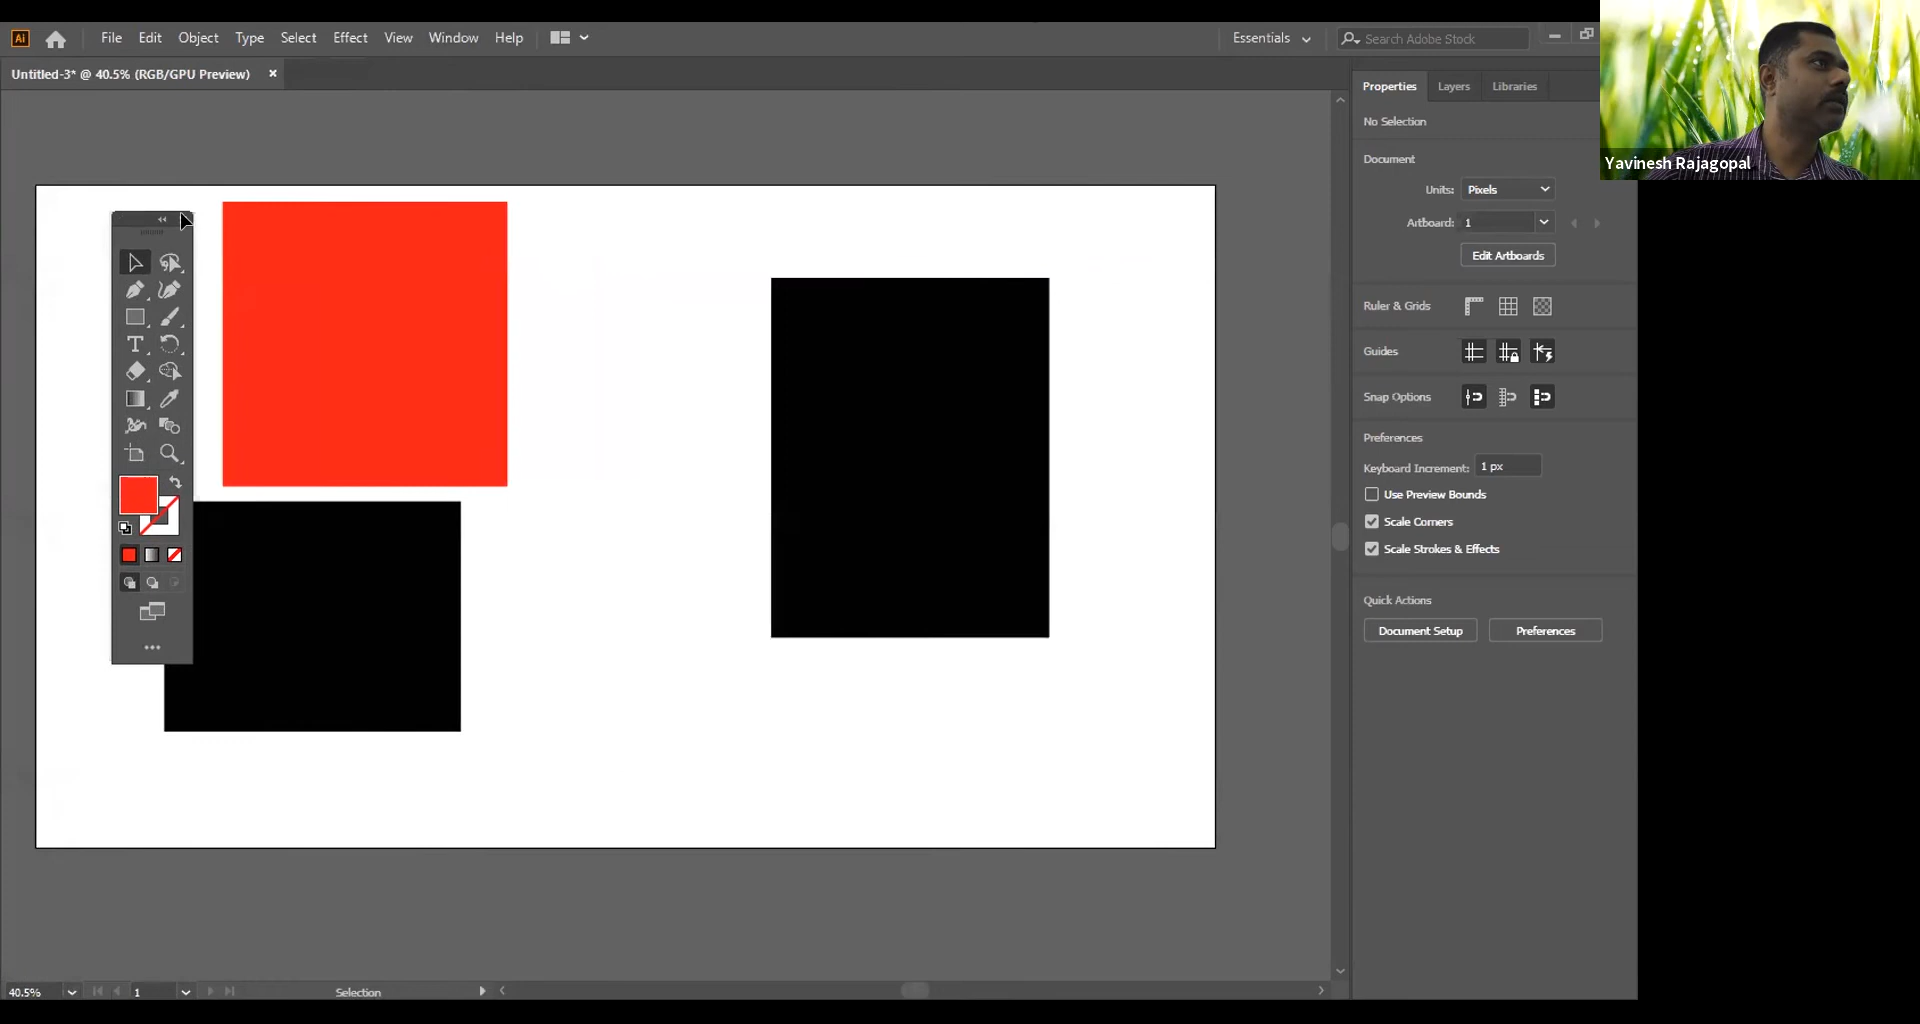 Ai File Edit Object Type Select Effect View Window Help Essentials Search Adobe Stock
Untitled-3* @ 40.5% (RGB/GPU Preview) ×
Properties Layers Libraries
No Selection
Yavinesh Rajagopal
Document
Units: Pixels
Artboard: 1
Edit Artboards
Ruler & Grids
Guides
Snap Options
Preferences
Keyboard Increment: 1 px
Use Preview Bounds
Scale Corners
Scale Strokes & Effects
Quick Actions
Document Setup Preferences
40.5% 1 Selection